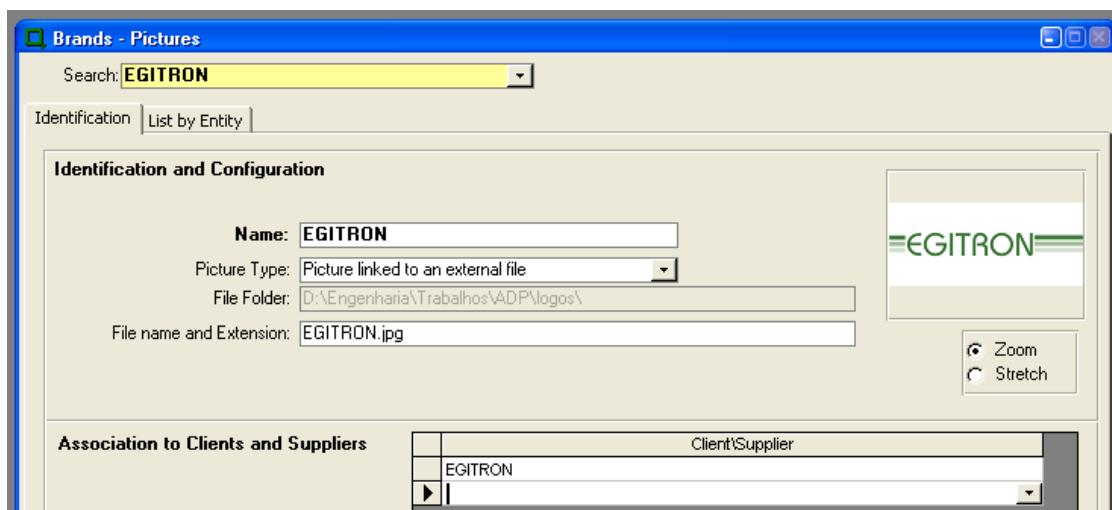 Brands - Pictures
Search: EGITRON
Identification List by Entity
Identification and Configuration
EGITRON
Name: EGITRON
Picture Type: Picture linked to an external file
File Folder: D:\Engenharia\Trabalhos\ADP\logos\
File name and Extension: EGITRON.jpg
Zoom
Stretch
Association to Clients and Suppliers
Client\Supplier
EGITRON